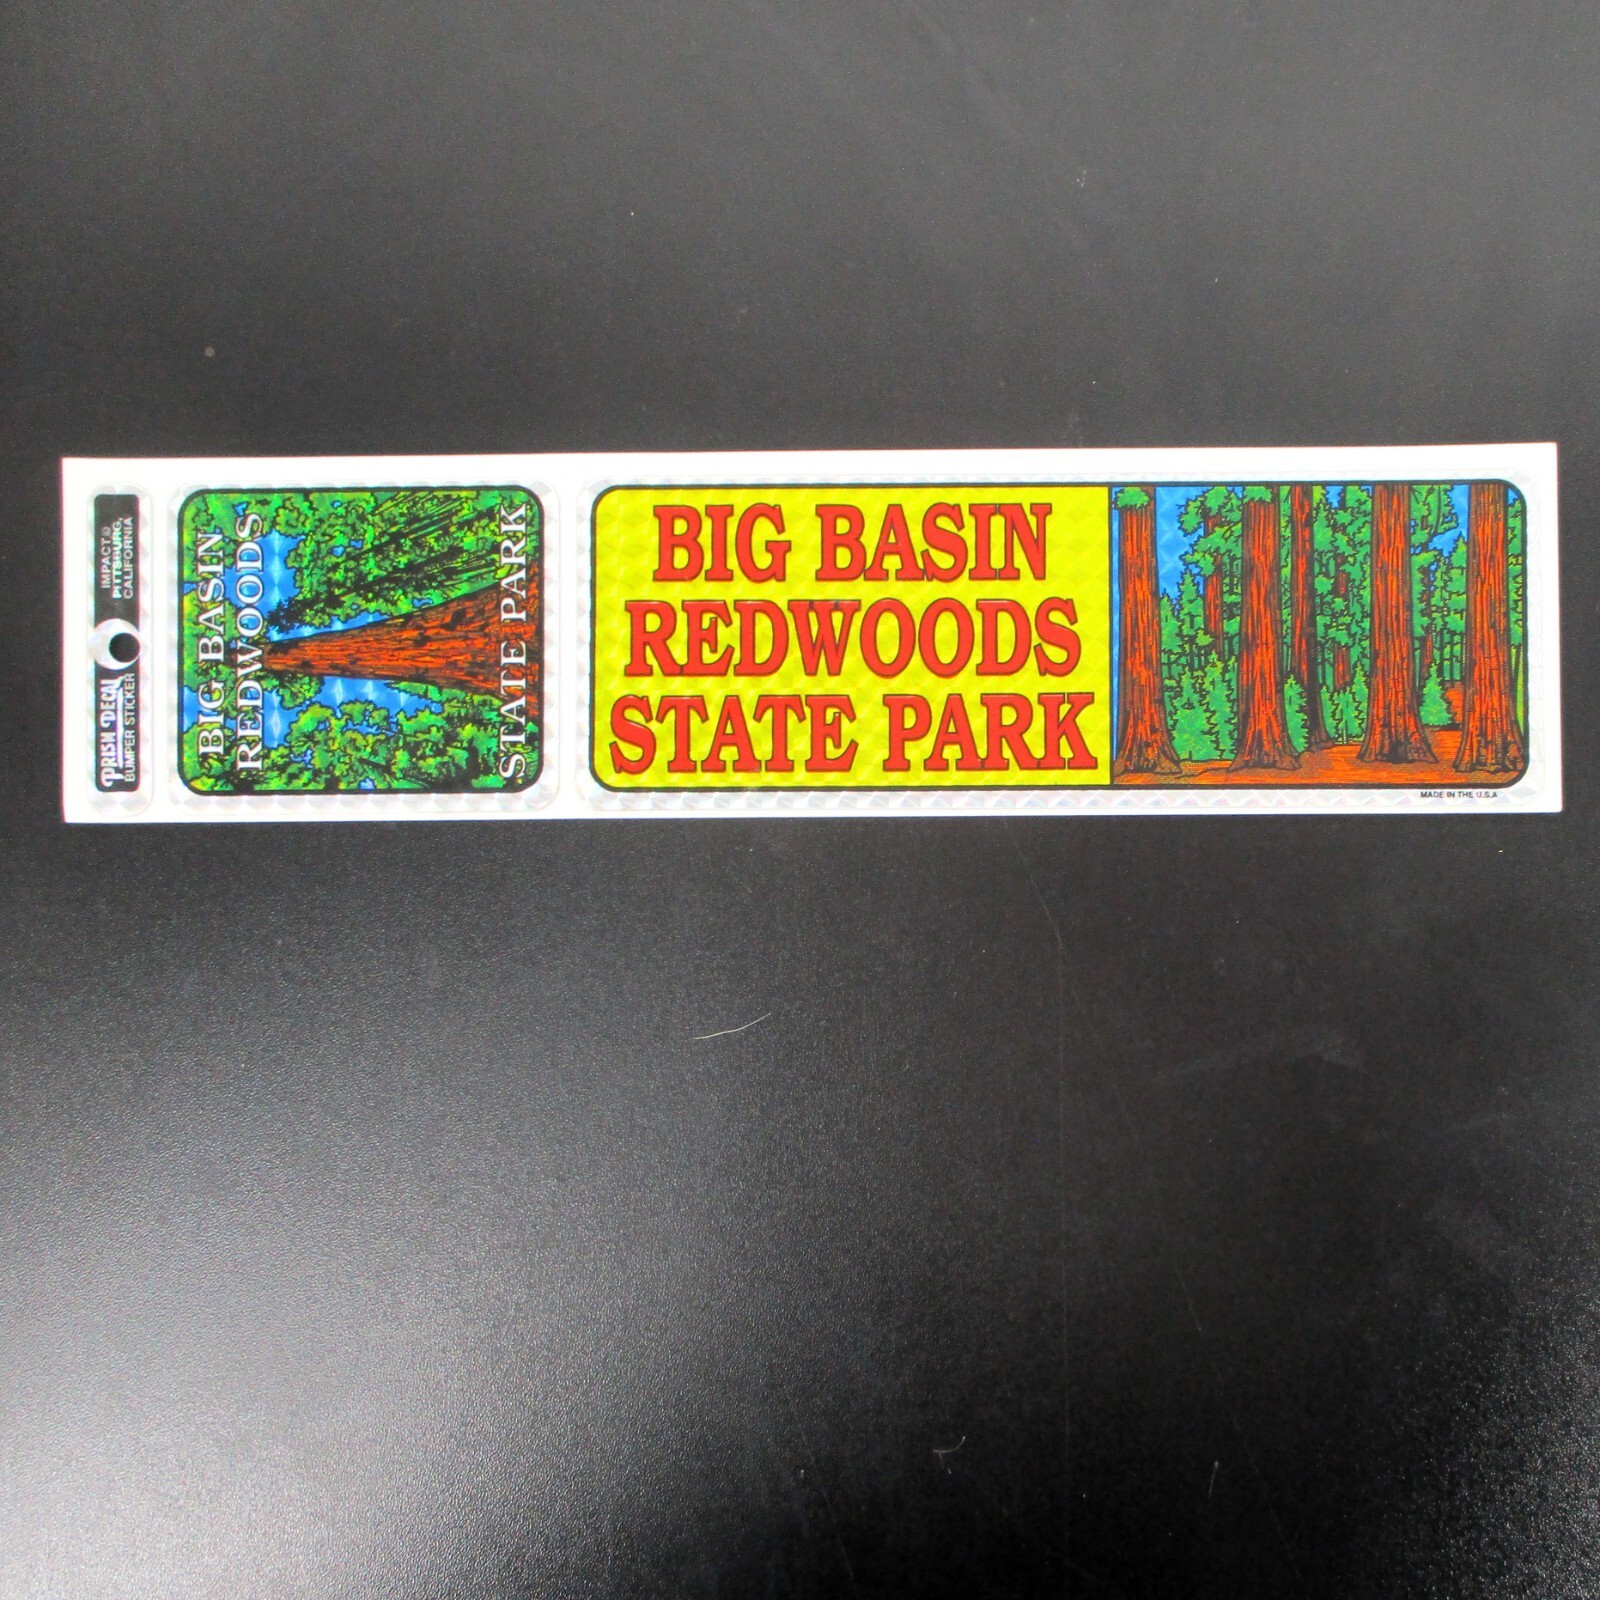 PRISM DECAL
BUMPER STICKER
IMPACT©
PITTSBURG,
CALIFORNIA
BIG BASIN
REDWOODS
STATE PARK
BIG BASIN
REDWOODS
STATE PARK
MADE IN THE U.S.A